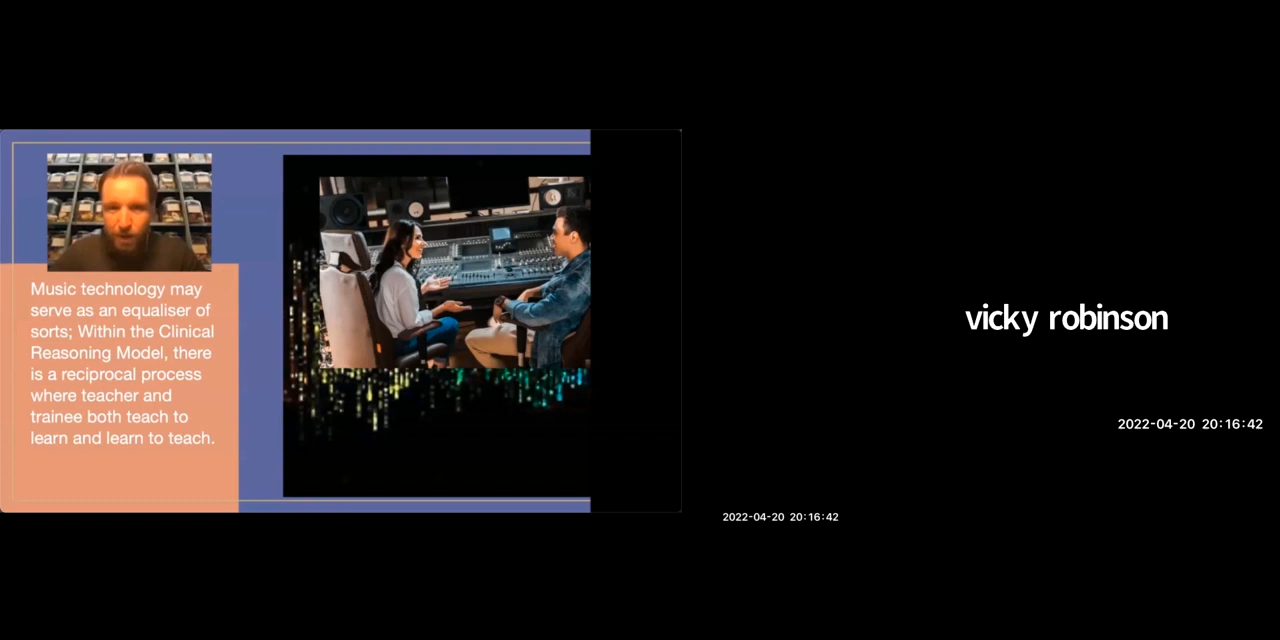 Music technology may
serve as an equaliser of
sorts; Within the Clinical
Reasoning Model, there
is a reciprocal process
where teacher and
trainee both teach to
learn and learn to teach.
vicky robinson
2022-04-20 20:16:42
2022-04-20 20:16:42